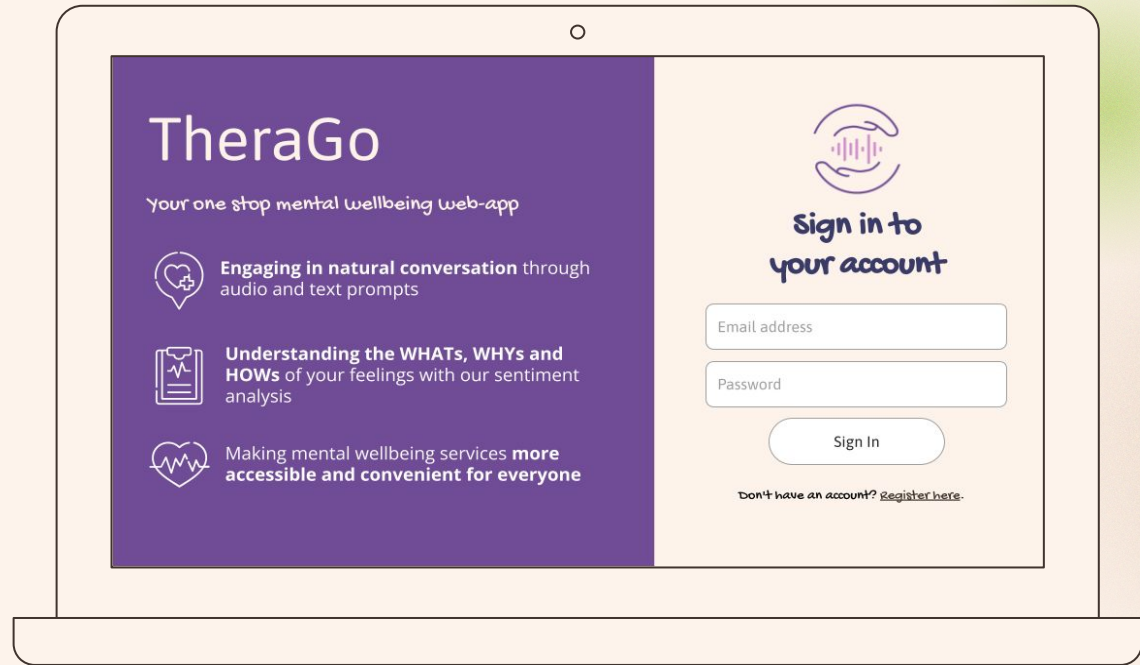 TheraGo
Your one stop mental wellbeing web-app
Engaging in natural conversation through
audio and text prompts
Understanding the WHATs, WHYs and
HOWs of your feelings with our sentiment
analysis
Making mental wellbeing services more
accessible and convenient for everyone
Sign in to
your account
Email address
Password
Sign In
Don't have an account? Register here.